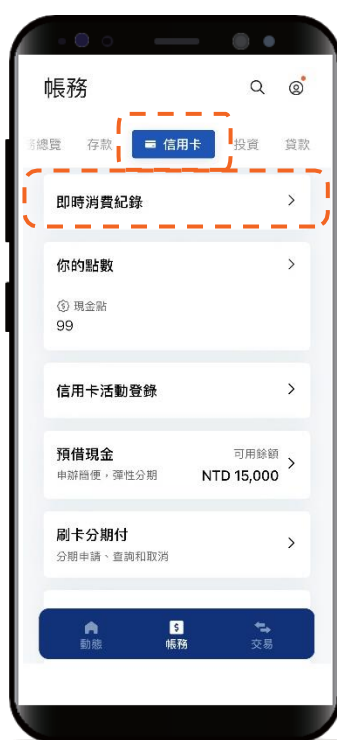 帳務
總覽 存款 信用卡 投資 貸款
即時消費紀錄
你的點數
現金點
99
信用卡活動登錄
預借現金 可用餘額
申辦簡便，彈性分期 NTD 15,000
刷卡分期付
分期申請、查詢和取消
動態 帳務 交易